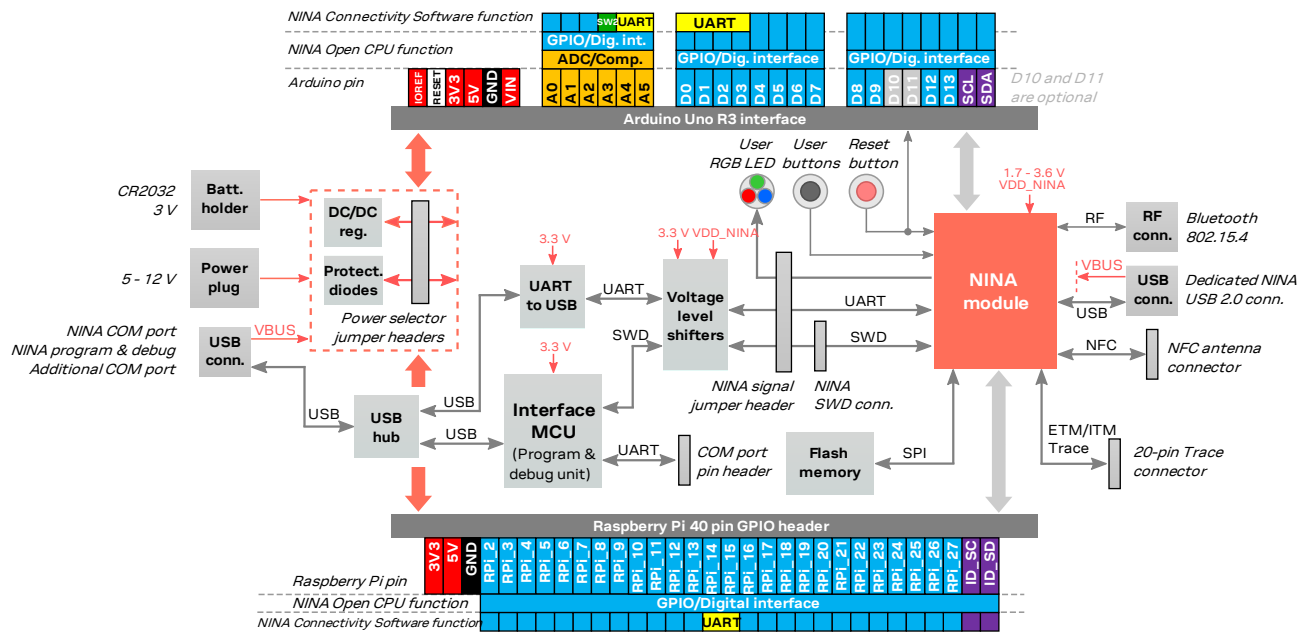 NINA Connectivity Software function
SW2
UART
UART
NINA Open CPU function
GPIO/Dig. int.
ADC/Comp.
GPIO/Dig. interface
GPIO/Dig. interface
Arduino pin
IOREF
RESET
3V3
5V
GND
VIN
A0
A1
A2
A3
A4
A5
D0
D1
D2
D3
D4
D5
D6
D7
D8
D9
D10
D11
D12
D13
SCL
SDA
D10 and D11
are optional
Arduino Uno R3 interface
User
RGB LED
User
buttons
Reset
button
1.7 - 3.6 V
VDD_NINA
CR2032
3 V
Batt.
holder
DC/DC
reg.
RF
RF
conn.
Bluetooth
802.15.4
5 - 12 V
Power
plug
Protect.
diodes
3.3 V
UART
to USB
UART
3.3 V
VDD_NINA
Voltage
level
shifters
UART
NINA
module
VBUS
USB
USB
conn.
Dedicated NINA
USB 2.0 conn.
Power selector
jumper headers
NINA COM port
NINA program & debug
Additional COM port
USB
conn.
VBUS
SWD
SWD
NFC
NFC antenna
connector
3.3 V
NINA signal
jumper header
NINA
SWD conn.
USB
USB
hub
USB
USB
Interface
MCU
(Program &
debug unit)
UART
COM port
pin header
Flash
memory
SPI
ETM/ITM
Trace
20-pin Trace
connector
Raspberry Pi 40 pin GPIO header
Raspberry Pi pin
3V3
5V
GND
RPi_2
RPi_3
RPi_4
RPi_5
RPi_6
RPi_7
RPi_8
RPi_9
RPi_10
RPi_11
RPi_12
RPi_13
RPi_14
RPi_15
RPi_16
RPi_17
RPi_18
RPi_19
RPi_20
RPi_21
RPi_22
RPi_23
RPi_24
RPi_25
RPi_26
RPi_27
ID_SC
ID_SD
NINA Open CPU function
GPIO/Digital interface
NINA Connectivity Software function
UART